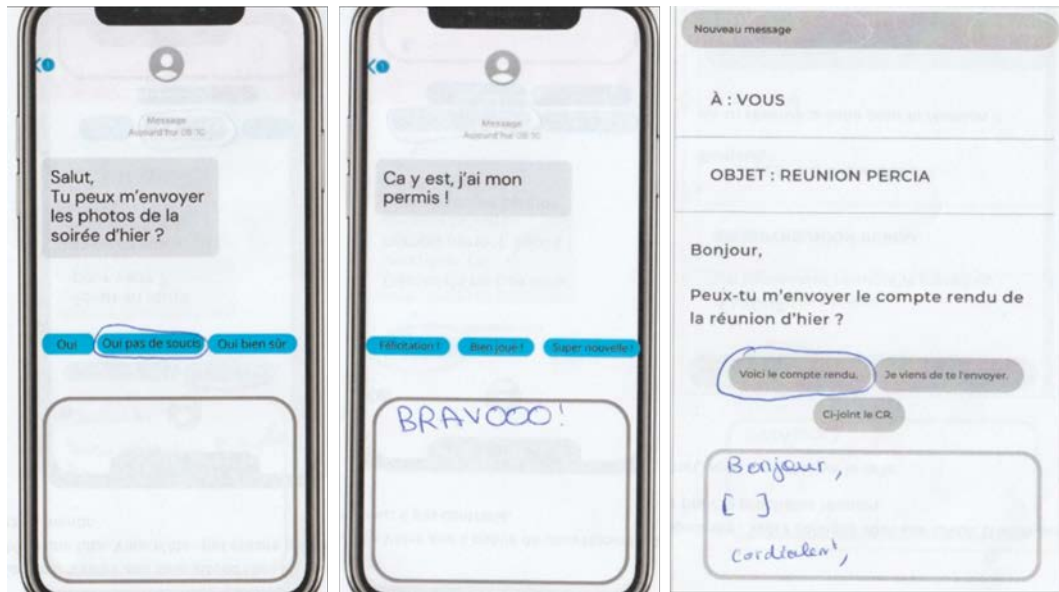 Message
Aujourd'hui 08:10
Salut,
Tu peux m'envoyer
les photos de la
soirée d'hier ?
Oui
Oui pas de soucis
Oui bien sûr
Message
Aujourd'hui 08:10
Ca y est, j'ai mon
permis !
Félicitation !
Bien joué !
Super nouvelle !
BRAVOOO!
Nouveau message
À : VOUS
OBJET : REUNION PERCIA
Bonjour,
Peux-tu m'envoyer le compte rendu de
la réunion d'hier ?
Voici le compte rendu.
Je viens de te l'envoyer.
Ci-joint le CR.
Bonjour,
[ ]